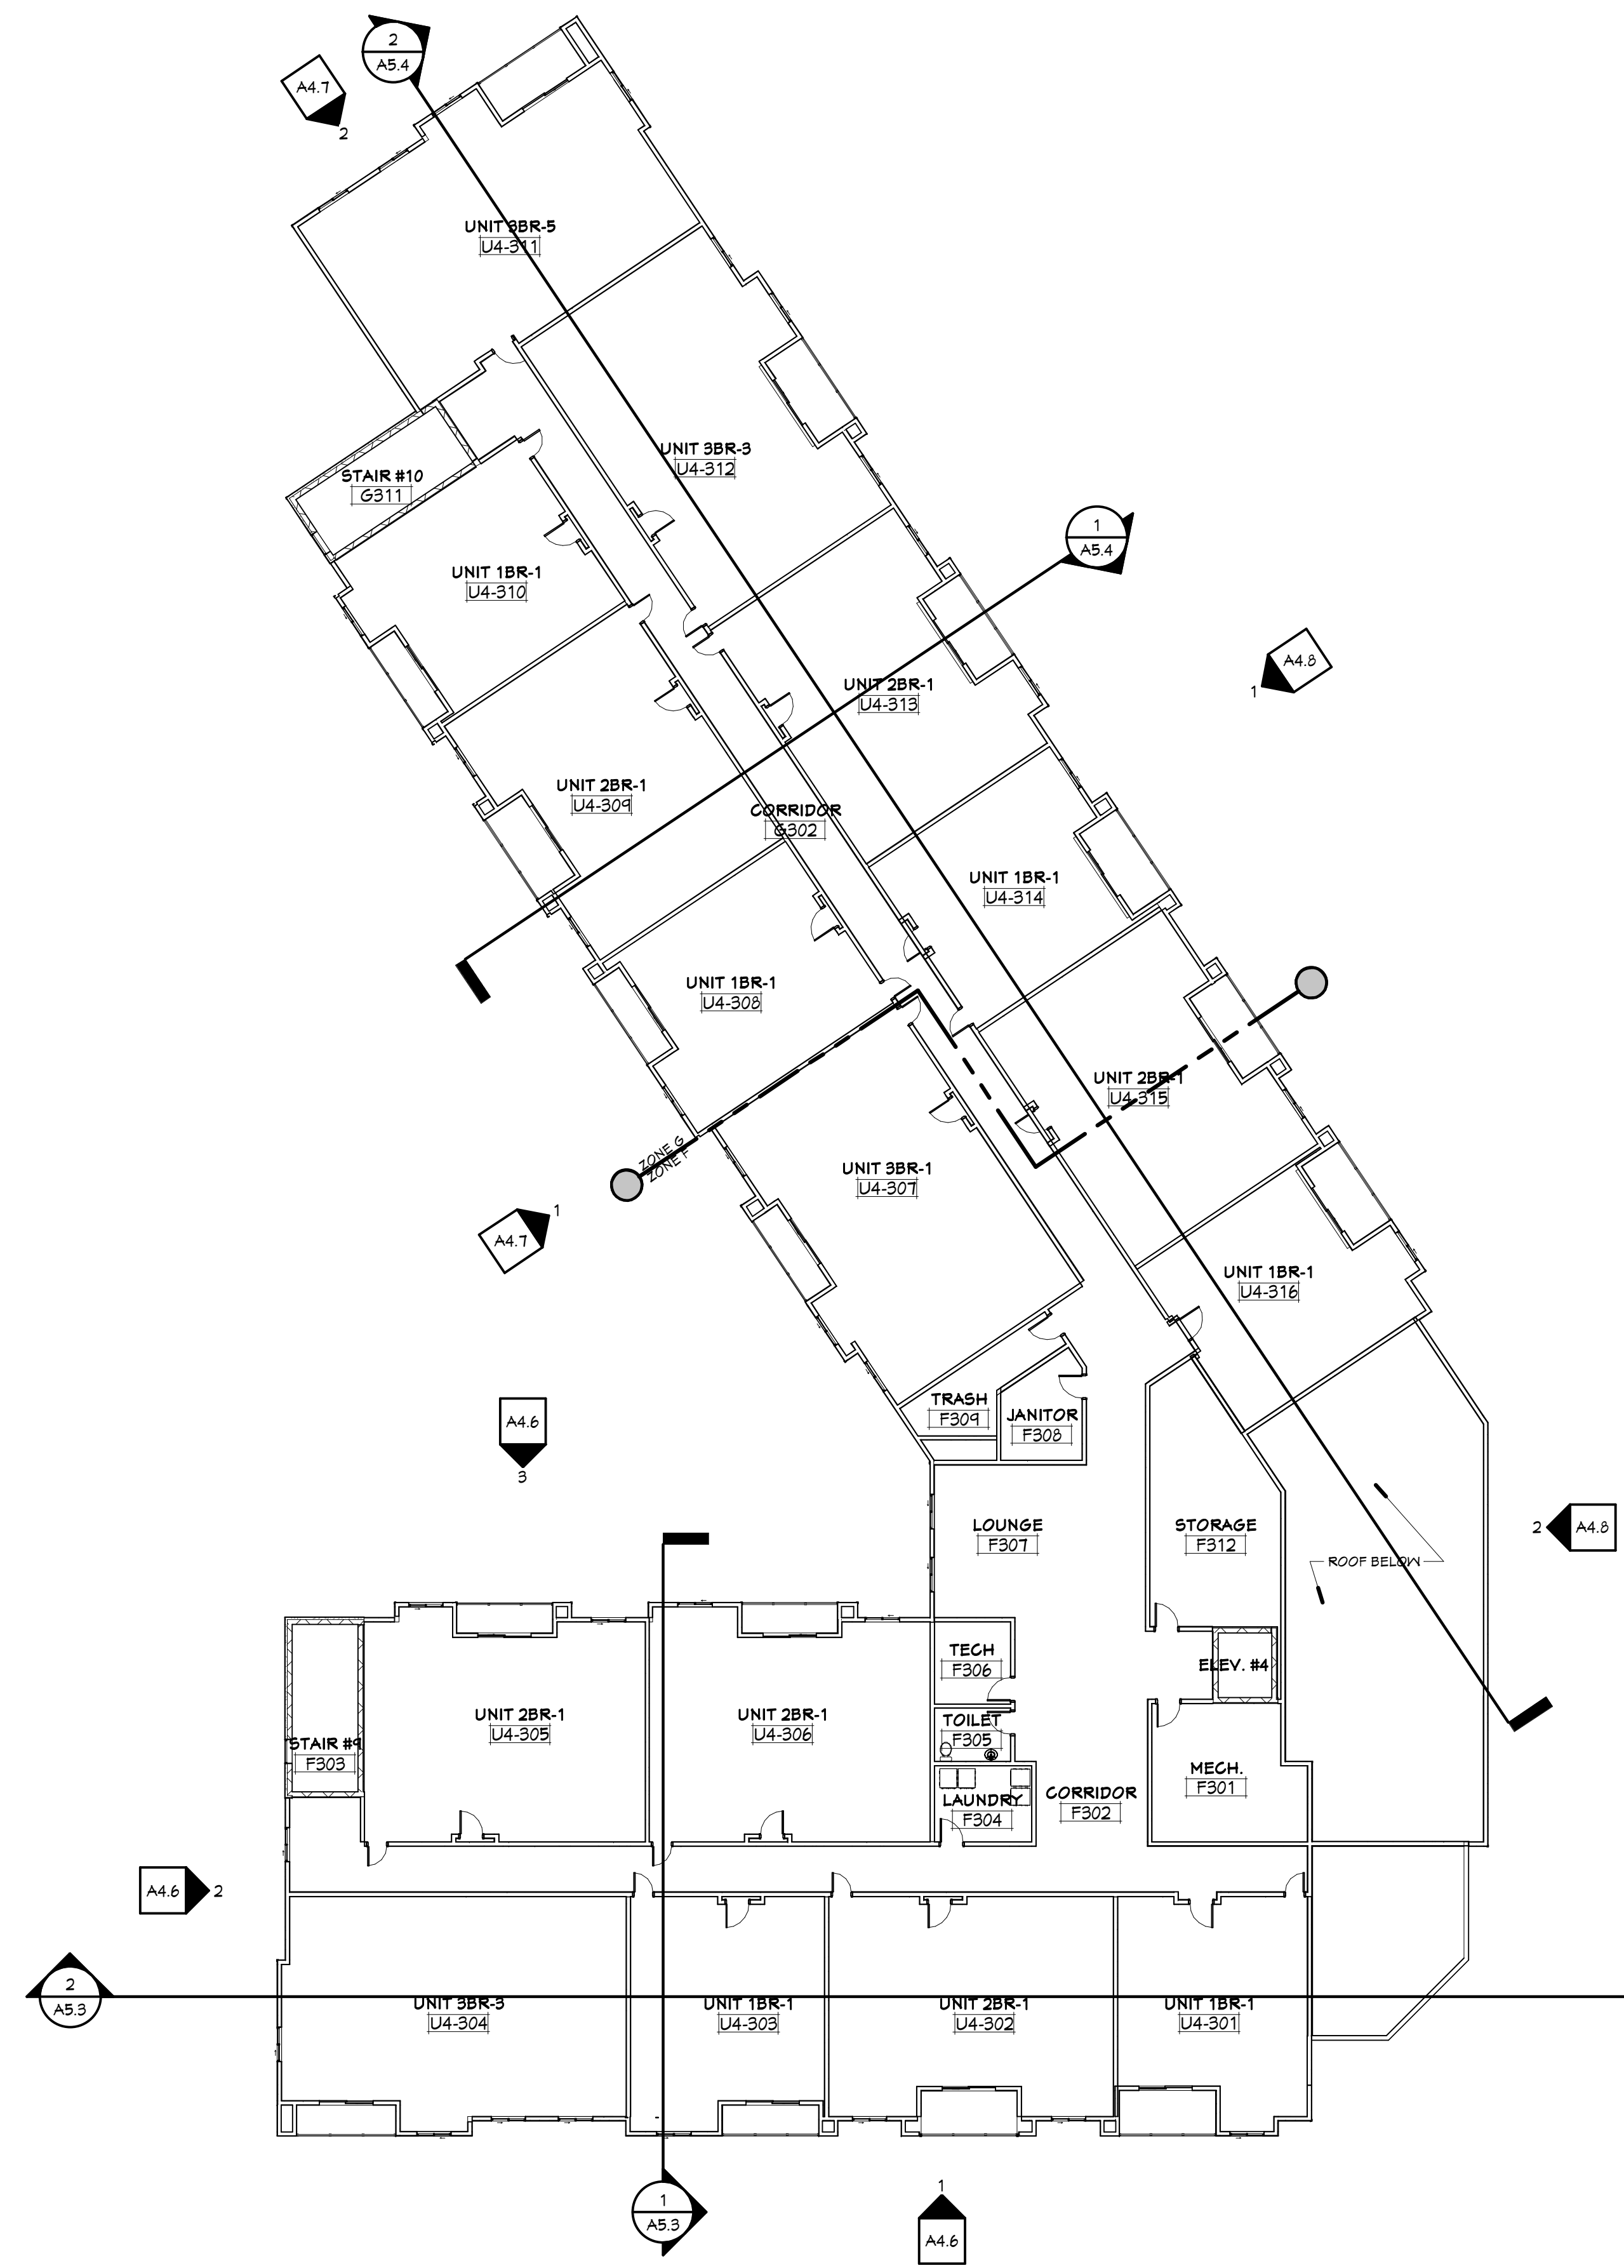 2
A5.4
A4.7
2
UNIT 3BR-5
U4-311
UNIT 3BR-3
U4-312
STAIR #10
G311
1
A5.4
UNIT 1BR-1
U4-310
A4.8
1
UNIT 2BR-1
U4-313
UNIT 2BR-1
U4-309
CORRIDOR
G302
UNIT 1BR-1
U4-314
UNIT 1BR-1
U4-308
UNIT 2BR-1
U4-315
ZONE G
ZONE F
UNIT 3BR-1
U4-307
1
A4.7
UNIT 1BR-1
U4-316
TRASH
F309
JANITOR
F308
A4.6
3
LOUNGE
F307
STORAGE
F312
2
A4.8
ROOF BELOW
TECH
F306
ELEV. #4
UNIT 2BR-1
U4-305
UNIT 2BR-1
U4-306
TOILET
F305
STAIR #9
F303
MECH.
F301
LAUNDRY
F304
CORRIDOR
F302
A4.6
2
2
A5.3
UNIT 3BR-3
U4-304
UNIT 1BR-1
U4-303
UNIT 2BR-1
U4-302
UNIT 1BR-1
U4-301
1
A5.3
1
A4.6